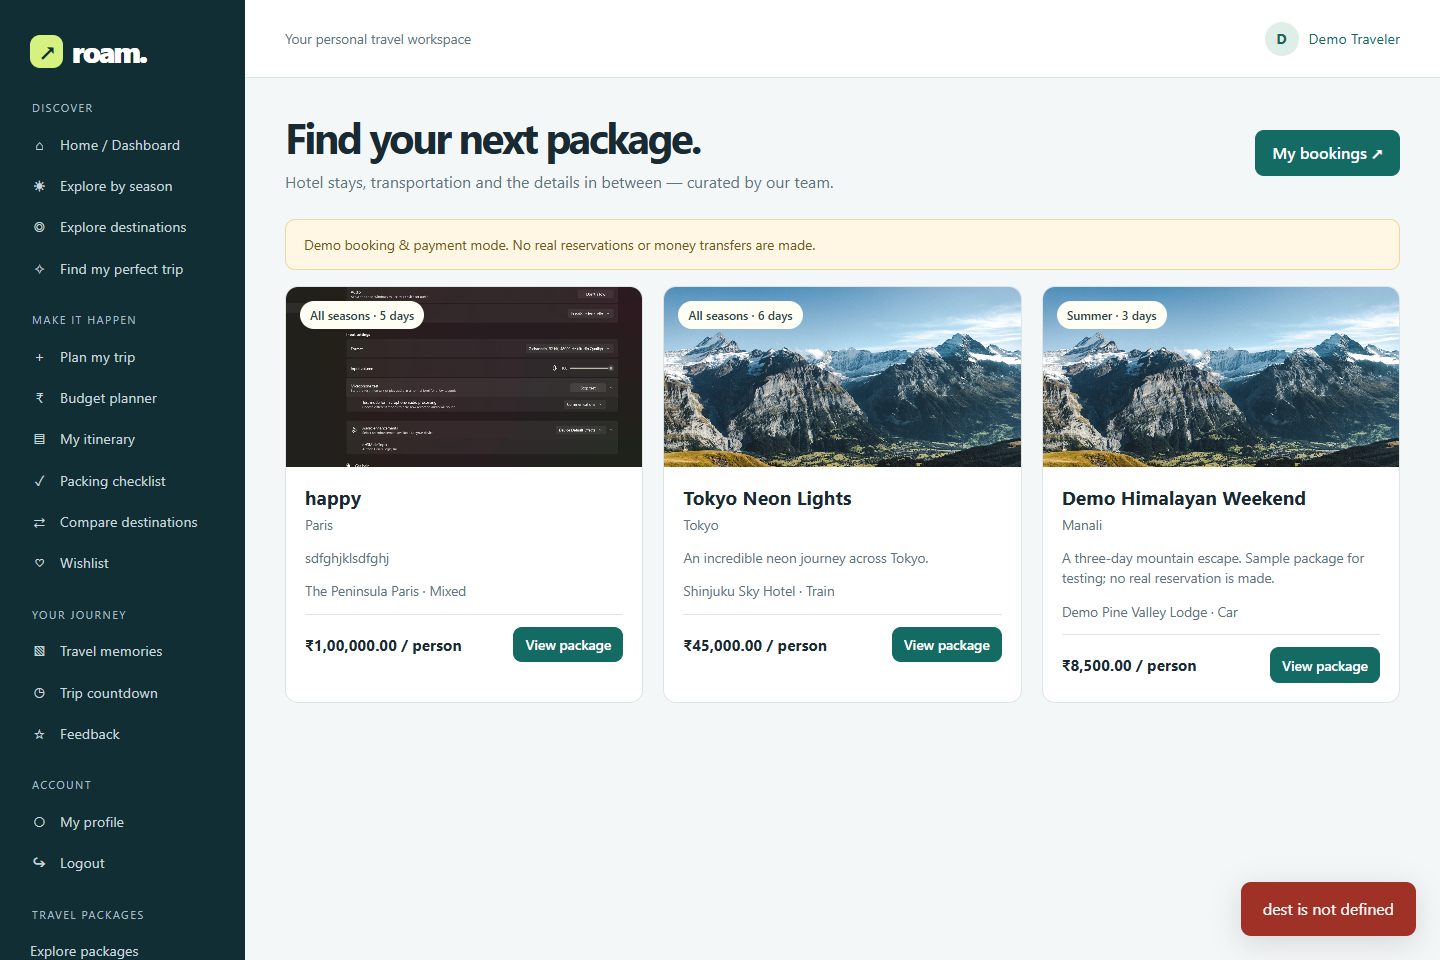 roam.
DISCOVER
Home / Dashboard
Explore by season
Explore destinations
Find my perfect trip
MAKE IT HAPPEN
Plan my trip
₹ Budget planner
My itinerary
Packing checklist
Compare destinations
Wishlist
YOUR JOURNEY
Travel memories
Trip countdown
Feedback
ACCOUNT
My profile
Logout
TRAVEL PACKAGES
Explore packages
Your personal travel workspace
D Demo Traveler
Find your next package.
Hotel stays, transportation and the details in between — curated by our team.
My bookings ↗
Demo booking & payment mode. No real reservations or money transfers are made.
All seasons · 5 days
Input settings
Format
Input volume
happy
Paris
sdfghjklsdfghj
The Peninsula Paris · Mixed
₹1,00,000.00 / person
View package
All seasons · 6 days
Tokyo Neon Lights
Tokyo
An incredible neon journey across Tokyo.
Shinjuku Sky Hotel · Train
₹45,000.00 / person
View package
Summer · 3 days
Demo Himalayan Weekend
Manali
A three-day mountain escape. Sample package for
testing; no real reservation is made.
Demo Pine Valley Lodge · Car
₹8,500.00 / person
View package
dest is not defined